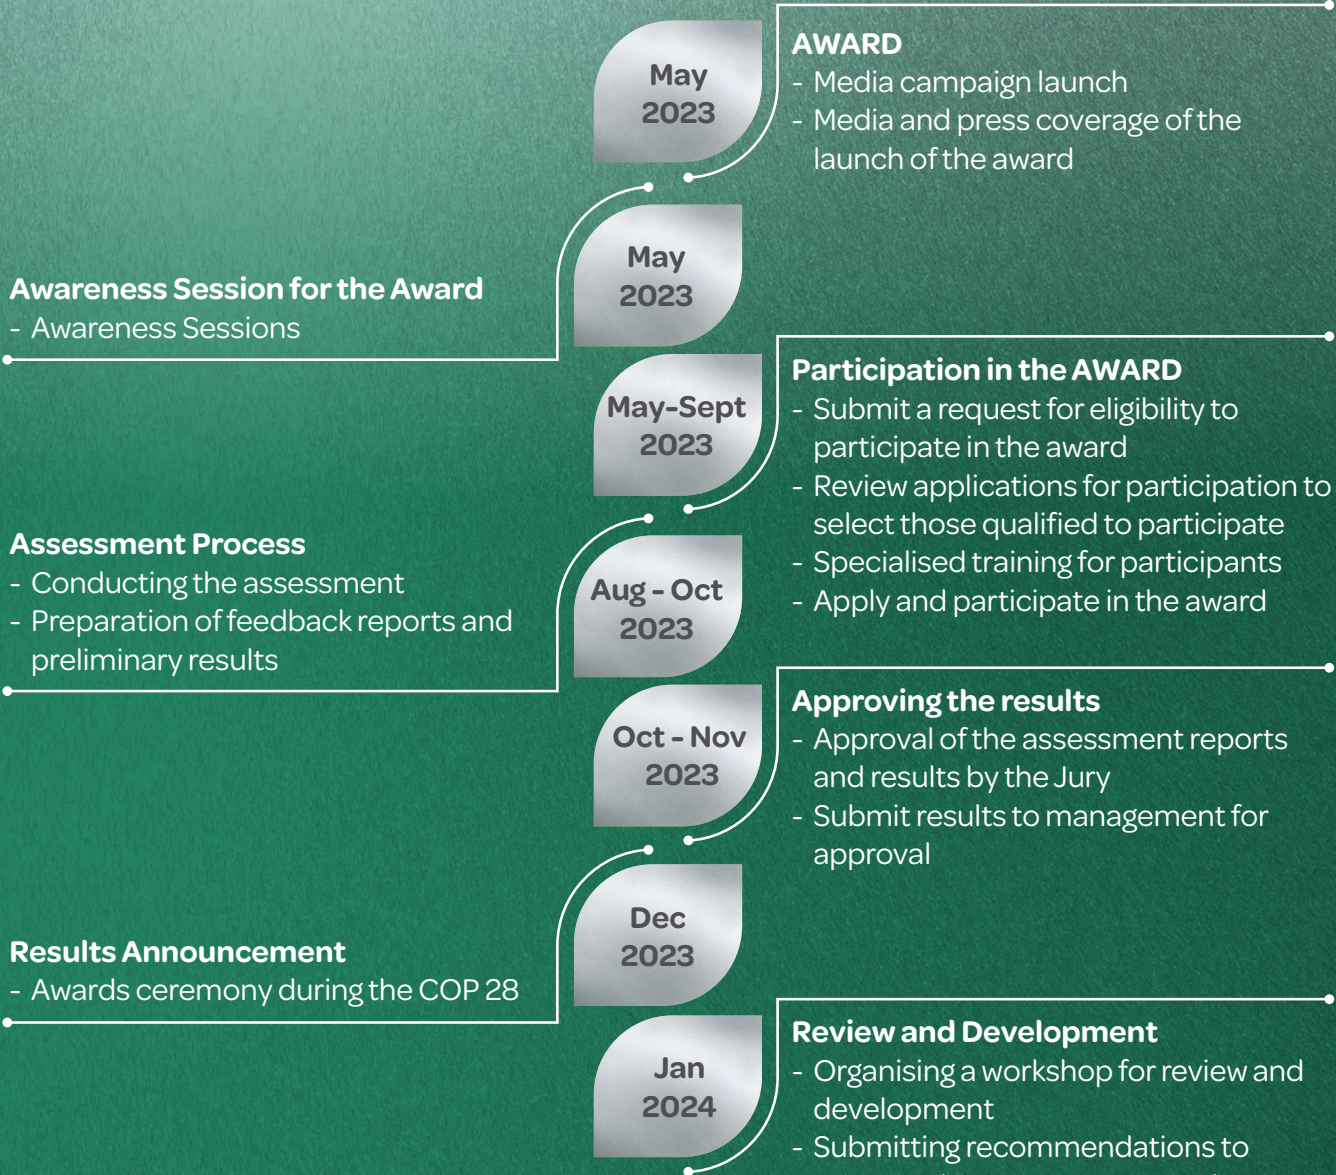 May
2023
AWARD
- Media campaign launch
- Media and press coverage of the
launch of the award
May
2023
Awareness Session for the Award
- Awareness Sessions
May-Sept
2023
Participation in the AWARD
- Submit a request for eligibility to
participate in the award
- Review applications for participation to
select those qualified to participate
- Specialised training for participants
- Apply and participate in the award
Aug - Oct
2023
Assessment Process
- Conducting the assessment
- Preparation of feedback reports and
preliminary results
Oct - Nov
2023
Approving the results
- Approval of the assessment reports
and results by the Jury
- Submit results to management for
approval
Dec
2023
Results Announcement
- Awards ceremony during the COP 28
Jan
2024
Review and Development
- Organising a workshop for review and
development
- Submitting recommendations to